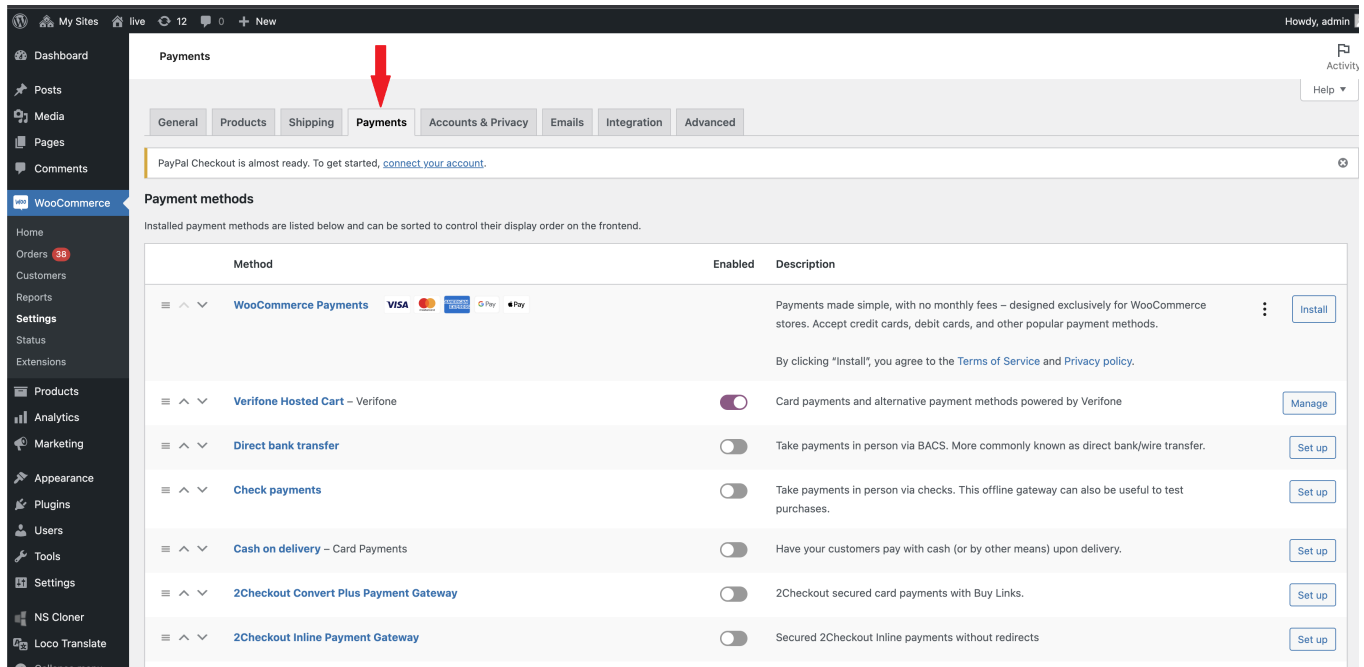 My Sites live 12 0 New Howdy, admin
Dashboard
Posts
Media
Pages
Comments
WooCommerce
Home
Orders 38
Customers
Reports
Settings
Status
Extensions
Products
Analytics
Marketing
Appearance
Plugins
Users
Tools
Settings
NS Cloner
Loco Translate
Payments
Activity
Help
General Products Shipping Payments Accounts & Privacy Emails Integration Advanced
PayPal Checkout is almost ready. To get started, connect your account.
Payment methods
Installed payment methods are listed below and can be sorted to control their display order on the frontend.
Method Enabled Description
WooCommerce Payments VISA G Pay Pay Payments made simple, with no monthly fees – designed exclusively for WooCommerce Install
stores. Accept credit cards, debit cards, and other popular payment methods.
By clicking “Install”, you agree to the Terms of Service and Privacy policy.
Verifone Hosted Cart – Verifone Card payments and alternative payment methods powered by Verifone Manage
Direct bank transfer Take payments in person via BACS. More commonly known as direct bank/wire transfer. Set up
Check payments Take payments in person via checks. This offline gateway can also be useful to test Set up
purchases.
Cash on delivery – Card Payments Have your customers pay with cash (or by other means) upon delivery. Set up
2Checkout Convert Plus Payment Gateway 2Checkout secured card payments with Buy Links. Set up
2Checkout Inline Payment Gateway Secured 2Checkout Inline payments without redirects Set up